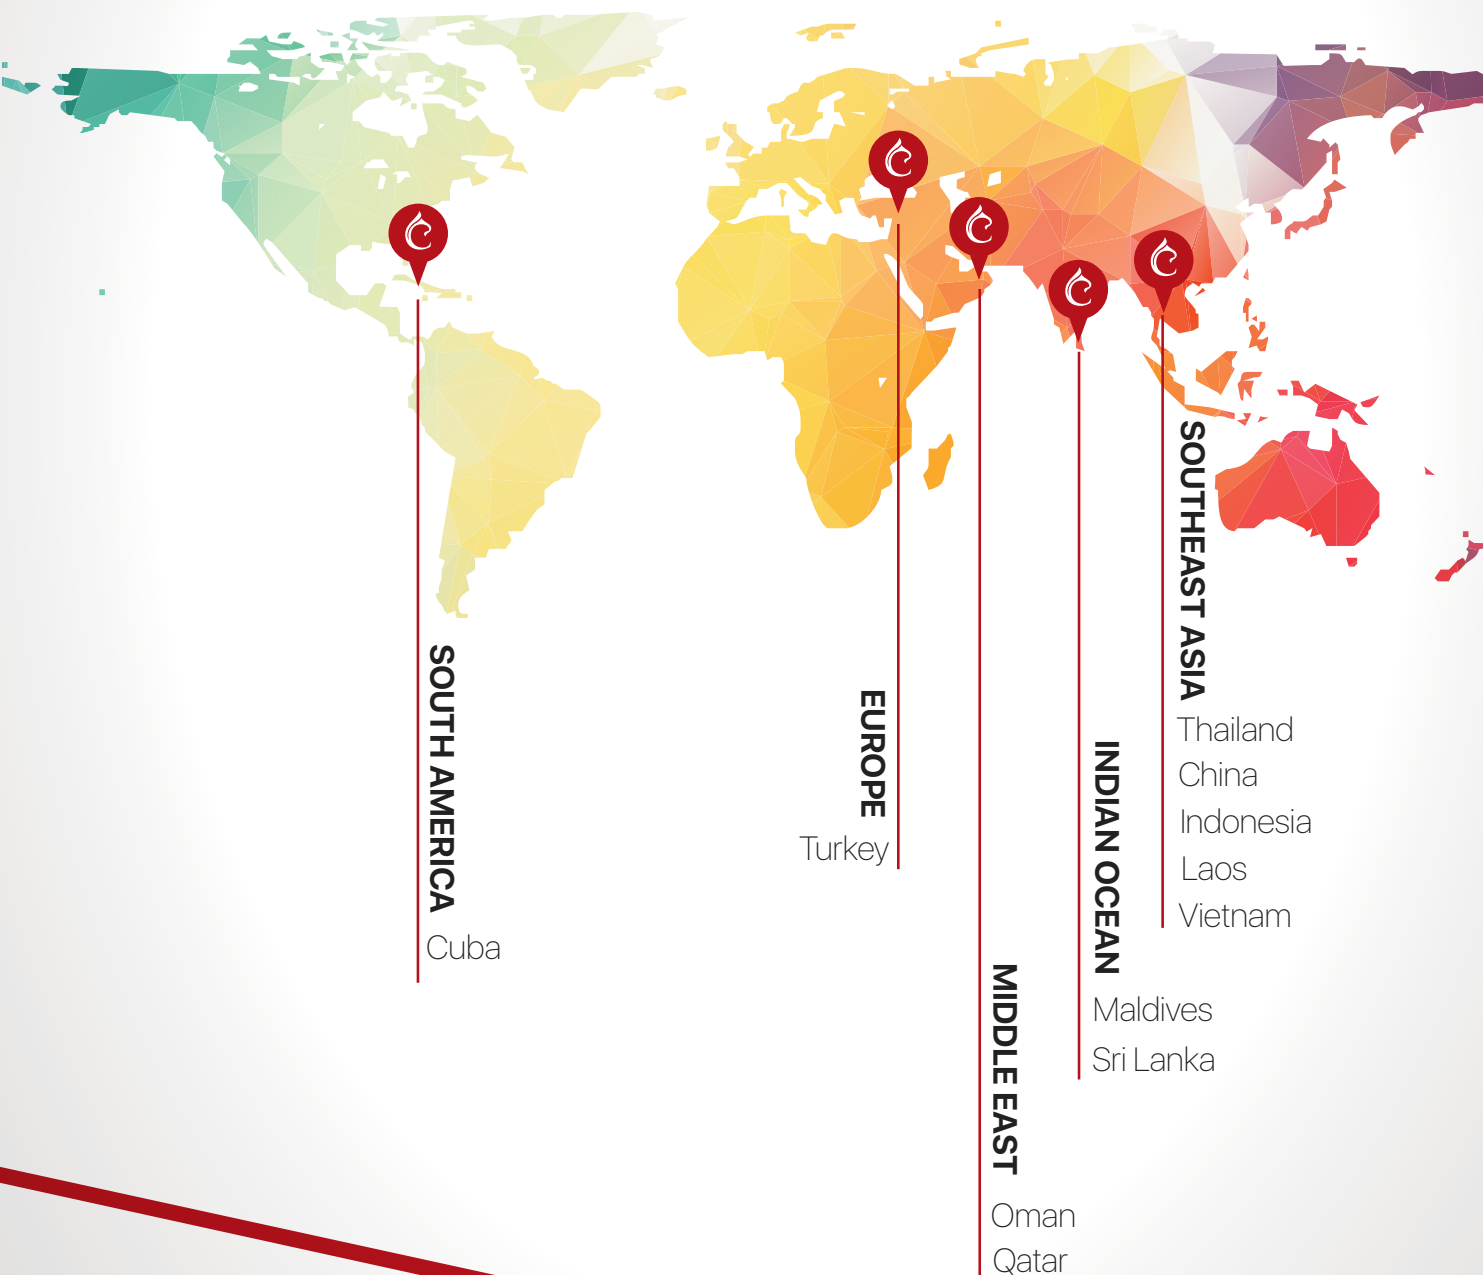 SOUTH AMERICA
Cuba
EUROPE
Turkey
MIDDLE EAST
Oman
Qatar
INDIAN OCEAN
Maldives
Sri Lanka
SOUTHEAST ASIA
Thailand
China
Indonesia
Laos
Vietnam